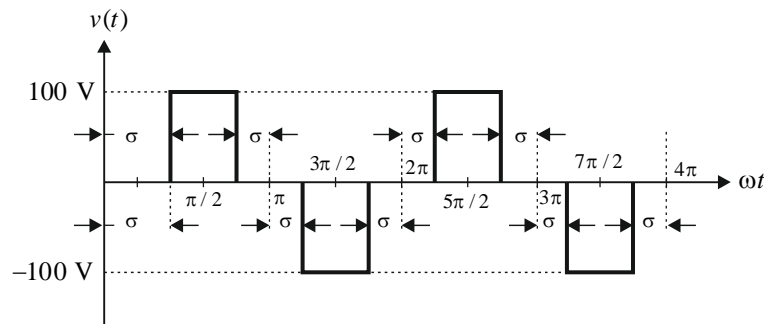 v(t)
100 V
σ σ σ σ
3π / 2 2π 7π / 2 4π
ωt
π / 2 π 5π / 2 3π
σ σ σ σ σ
–100 V